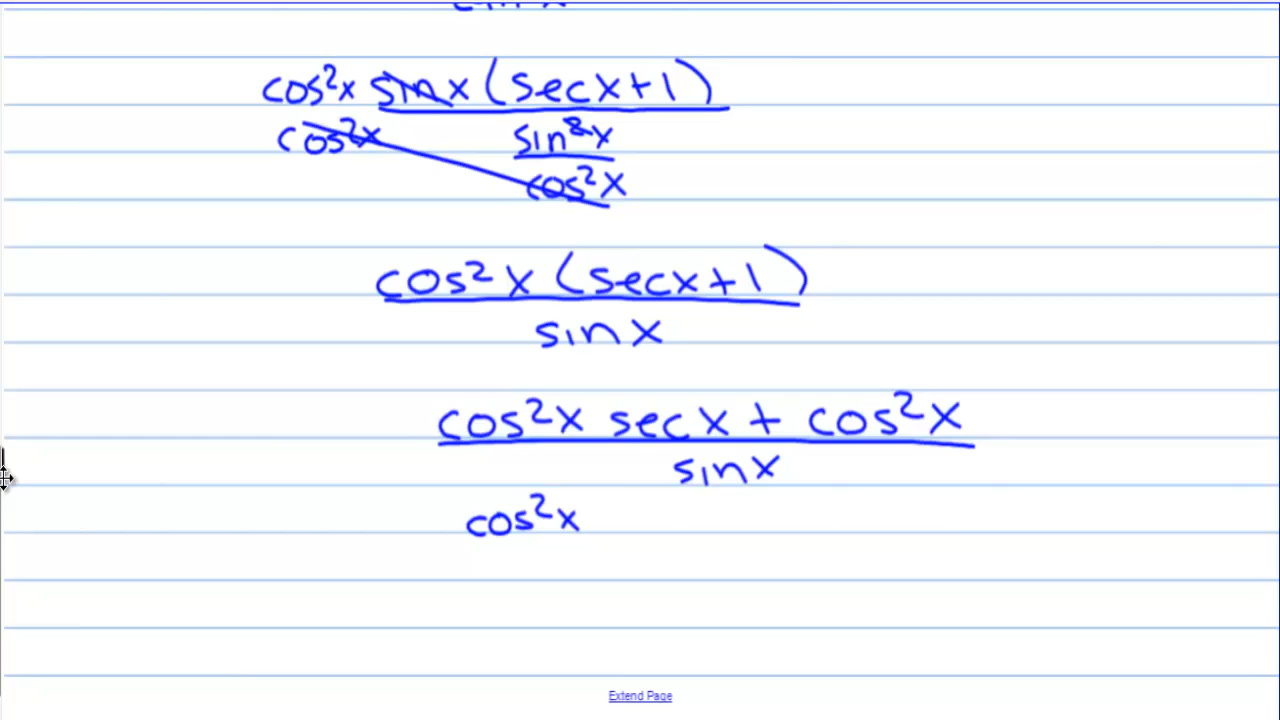 cos²x sinx (secx+1)
cos²x sin²x
cos²x
cos²x (secx+1)
sinx
cos²x secx + cos²x
sinx
cos²x
Extend Page